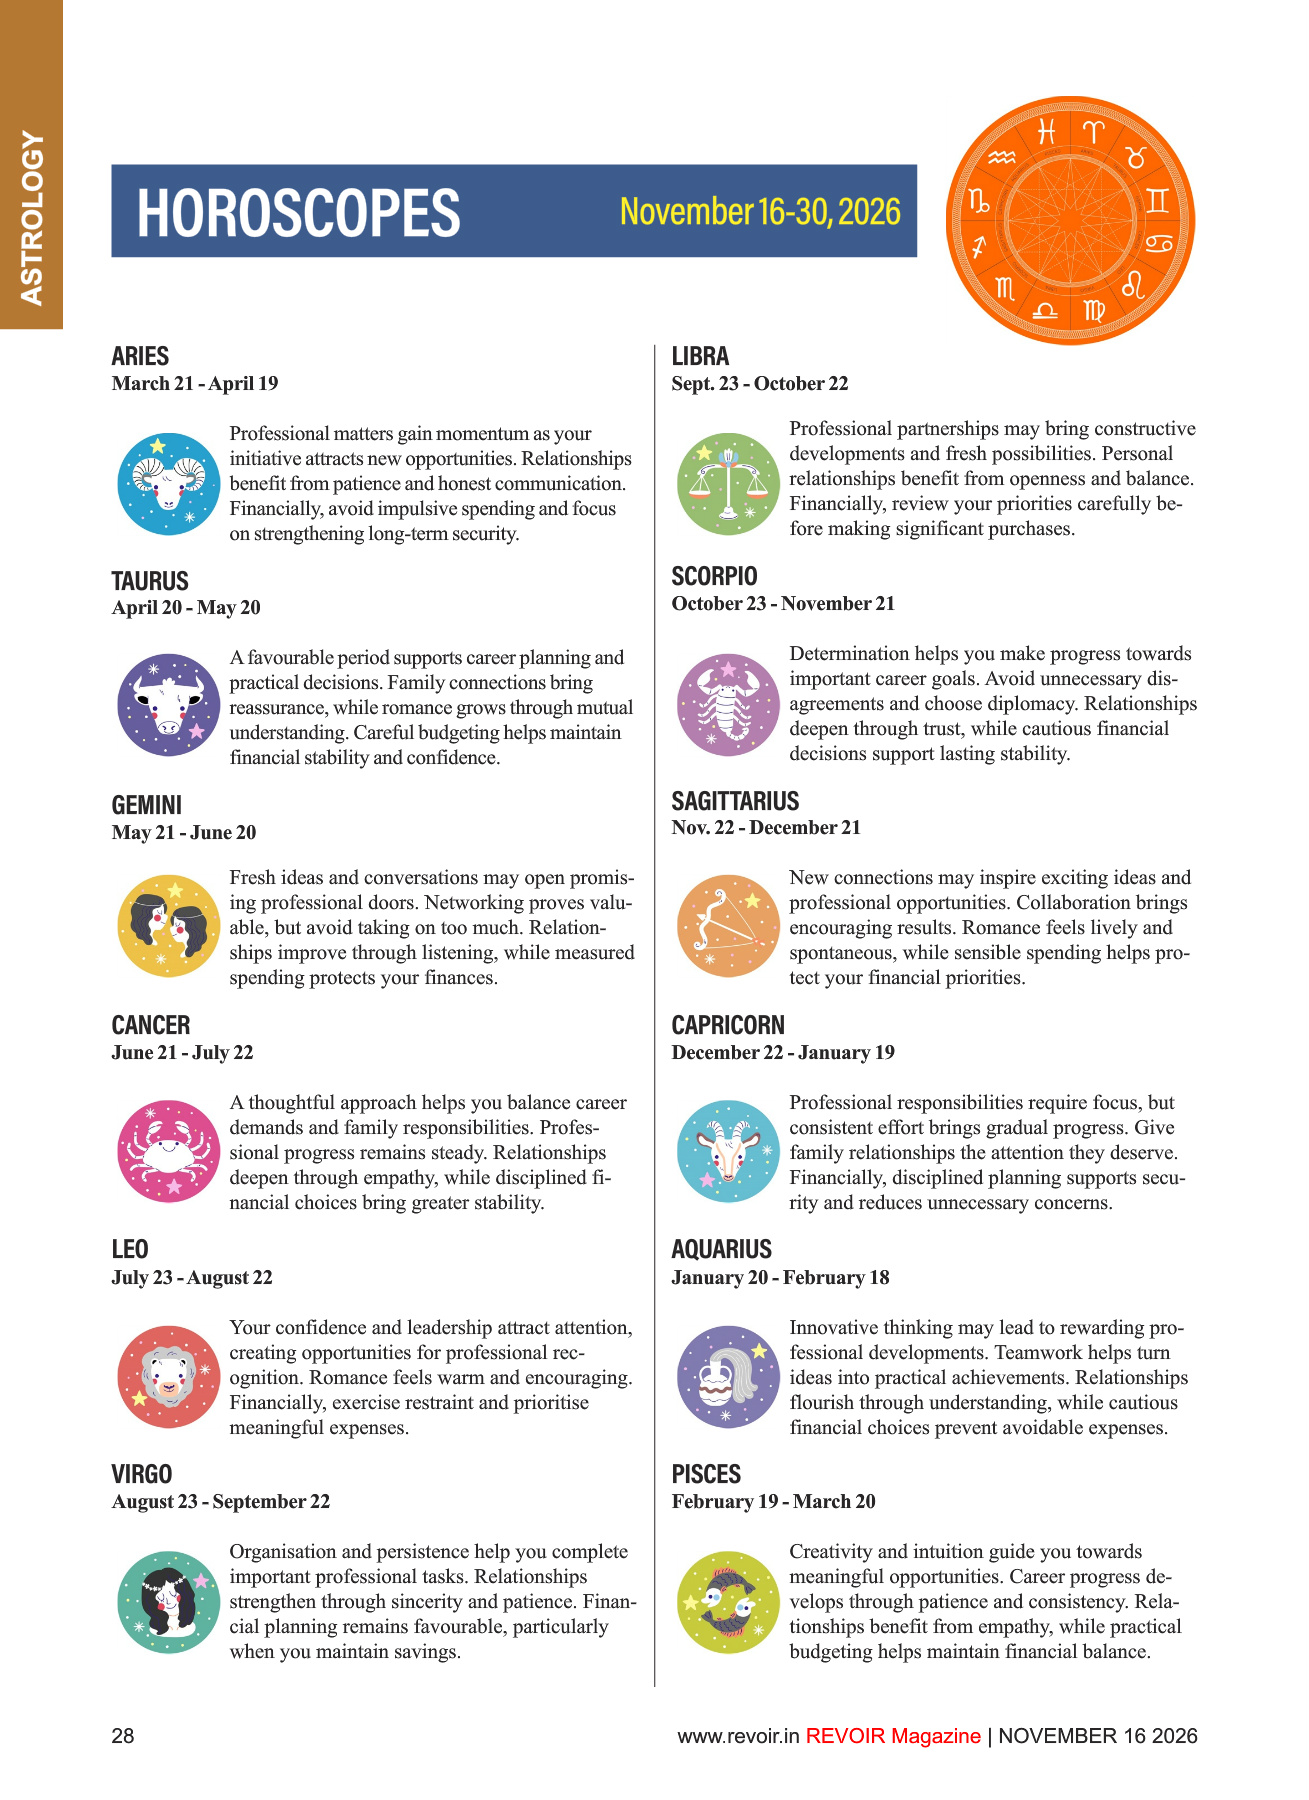 ASTROLOGY
HOROSCOPES
November 16-30, 2026
ARIES
March 21 - April 19
Professional matters gain momentum as your
initiative attracts new opportunities. Relationships
benefit from patience and honest communication.
Financially, avoid impulsive spending and focus
on strengthening long-term security.
TAURUS
April 20 - May 20
A favourable period supports career planning and
practical decisions. Family connections bring
reassurance, while romance grows through mutual
understanding. Careful budgeting helps maintain
financial stability and confidence.
GEMINI
May 21 - June 20
Fresh ideas and conversations may open promis-
ing professional doors. Networking proves valu-
able, but avoid taking on too much. Relation-
ships improve through listening, while measured
spending protects your finances.
CANCER
June 21 - July 22
A thoughtful approach helps you balance career
demands and family responsibilities. Profes-
sional progress remains steady. Relationships
deepen through empathy, while disciplined fi-
nancial choices bring greater stability.
LEO
July 23 - August 22
Your confidence and leadership attract attention,
creating opportunities for professional rec-
ognition. Romance feels warm and encouraging.
Financially, exercise restraint and prioritise
meaningful expenses.
VIRGO
August 23 - September 22
Organisation and persistence help you complete
important professional tasks. Relationships
strengthen through sincerity and patience. Finan-
cial planning remains favourable, particularly
when you maintain savings.
LIBRA
Sept. 23 - October 22
Professional partnerships may bring constructive
developments and fresh possibilities. Personal
relationships benefit from openness and balance.
Financially, review your priorities carefully be-
fore making significant purchases.
SCORPIO
October 23 - November 21
Determination helps you make progress towards
important career goals. Avoid unnecessary dis-
agreements and choose diplomacy. Relationships
deepen through trust, while cautious financial
decisions support lasting stability.
SAGITTARIUS
Nov. 22 - December 21
New connections may inspire exciting ideas and
professional opportunities. Collaboration brings
encouraging results. Romance feels lively and
spontaneous, while sensible spending helps pro-
tect your financial priorities.
CAPRICORN
December 22 - January 19
Professional responsibilities require focus, but
consistent effort brings gradual progress. Give
family relationships the attention they deserve.
Financially, disciplined planning supports secu-
rity and reduces unnecessary concerns.
AQUARIUS
January 20 - February 18
Innovative thinking may lead to rewarding pro-
fessional developments. Teamwork helps turn
ideas into practical achievements. Relationships
flourish through understanding, while cautious
financial choices prevent avoidable expenses.
PISCES
February 19 - March 20
Creativity and intuition guide you towards
meaningful opportunities. Career progress de-
velops through patience and consistency. Rela-
tionships benefit from empathy, while practical
budgeting helps maintain financial balance.
28
www.revoir.in REVOIR Magazine | NOVEMBER 16 2026